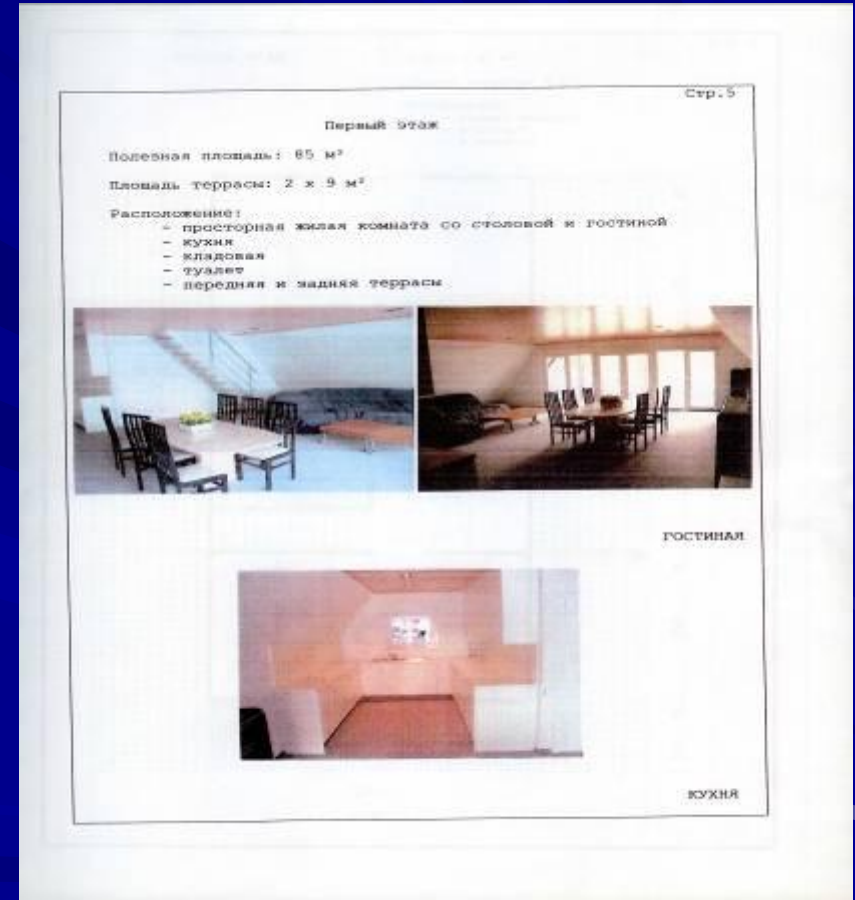 Стр.5
Первый этаж
Полезная площадь: 85 м²
Площадь террасы: 2 х 9 м²
Расположение:
- просторная жилая комната со столовой и гостиной
- кухня
- кладовая
- туалет
- передняя и задняя террасы
ГОСТИНАЯ
КУХНЯ